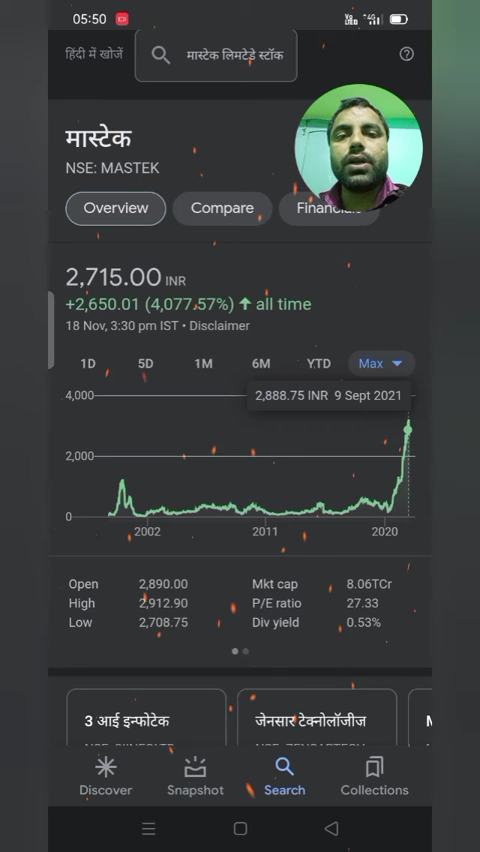 05:50
हिंदी में खोजें
मास्टेक लिमटेडे स्टॉक
मास्टेक
NSE: MASTEK
Overview
Compare
2,715.00 INR
+2,650.01 (4,077.57%) ↑ all time
18 Nov, 3:30 pm IST • Disclaimer
1D 5D 1M 6M YTD Max
2,888.75 INR 9 Sept 2021
4,000
2,000
0
2002 2011 2020
Open 2,890.00 Mkt cap 8.06TCr
High 2,912.90 P/E ratio 27.33
Low 2,708.75 Div yield 0.53%
3 आई इन्फोटेक
जेनसार टेक्नोलॉजीज
Discover Snapshot Search Collections